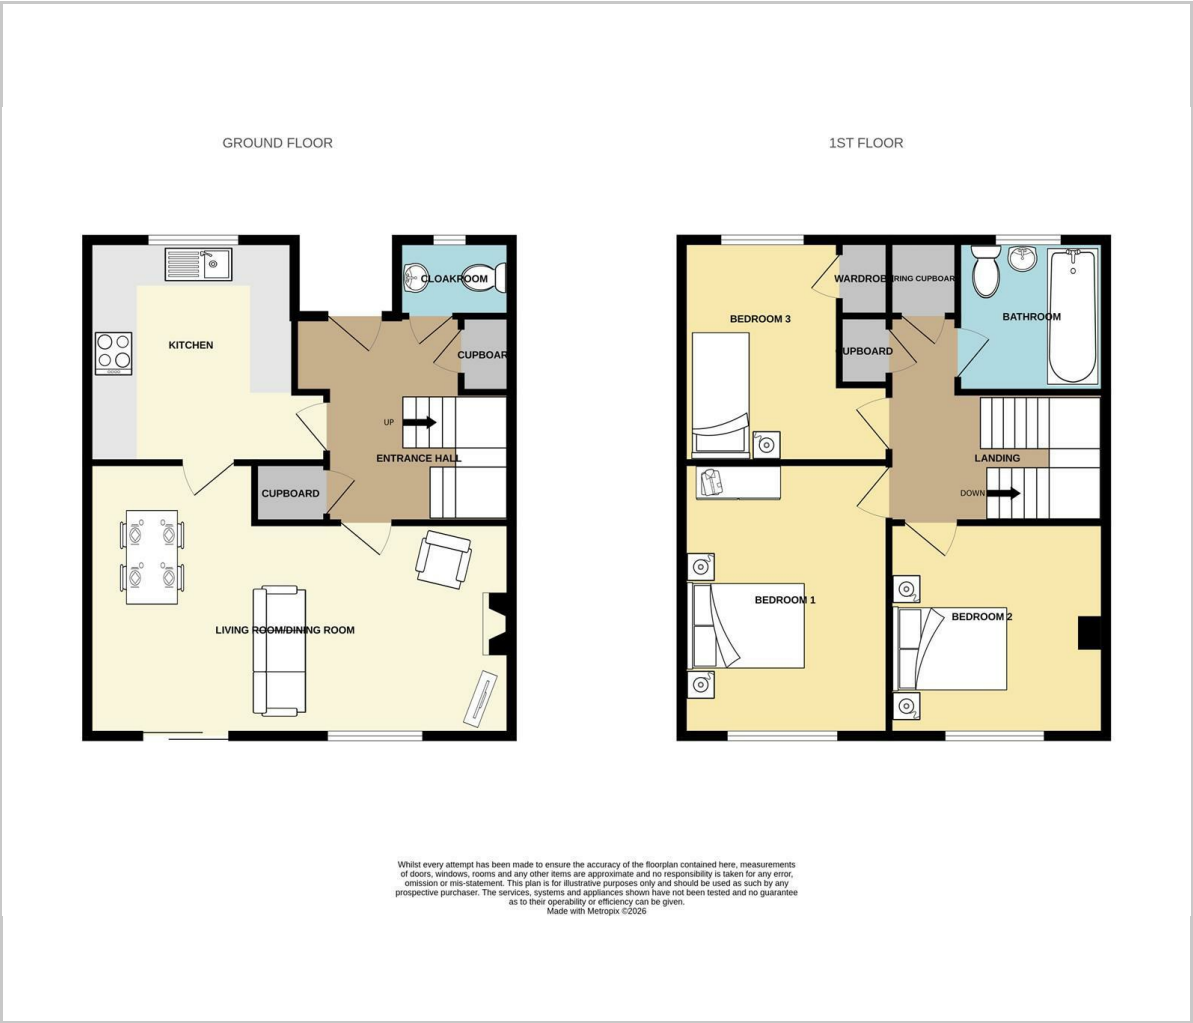 GROUND FLOOR
1ST FLOOR
CLOAKROOM
KITCHEN
CUPBOAR
UP
ENTRANCE HALL
CUPBOARD
LIVING ROOM/DINING ROOM
WARDROB
RING CUPBOAR
BATHROOM
BEDROOM 3
UPBOARD
LANDING
DOWN
BEDROOM 1
BEDROOM 2
Whilst every attempt has been made to ensure the accuracy of the floorplan contained here, measurements
of doors, windows, rooms and any other items are approximate and no responsibility is taken for any error,
omission or mis-statement. This plan is for illustrative purposes only and should be used as such by any
prospective purchaser. The services, systems and appliances shown have not been tested and no guarantee
as to their operability or efficiency can be given.
Made with Metropix ©2026